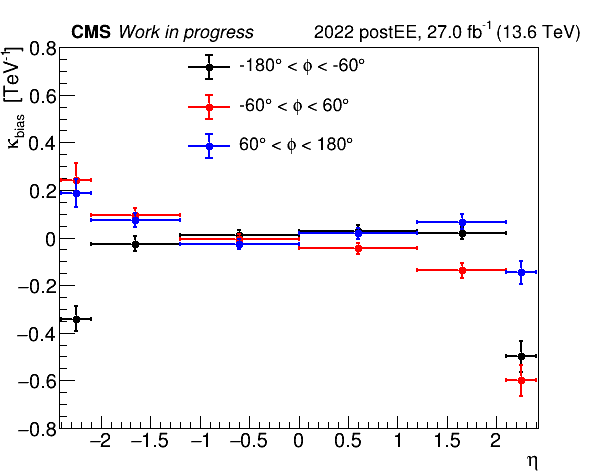 CMS Work in progress 2022 postEE, 27.0 fb⁻¹ (13.6 TeV)
κbias [TeV⁻¹]
-180° < ϕ < -60°
-60° < ϕ < 60°
60° < ϕ < 180°
0.8
0.6
0.4
0.2
0
−0.2
−0.4
−0.6
−0.8
−2 −1.5 −1 −0.5 0 0.5 1 1.5 2
η